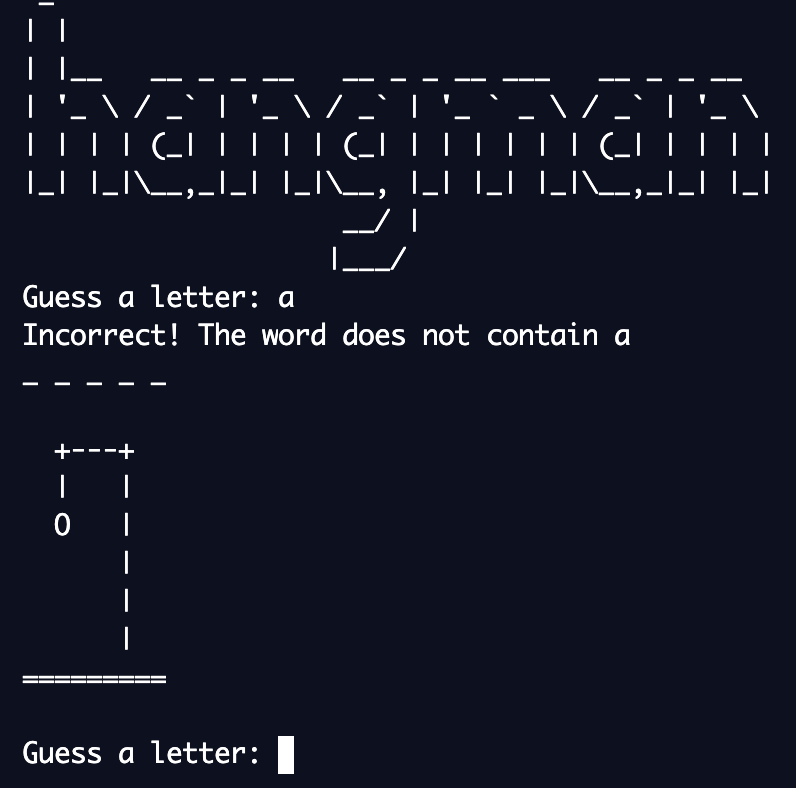 _
| |
| |__   __ _ _ __   __ _ _ __ ___   __ _ _ __
| '_ \ / _` | '_ \ / _` | '_ ` _ \ / _` | '_ \
| | | | (_| | | | | (_| | | | | | | (_| | | | |
|_| |_|\__,_|_| |_|\__, |_| |_| |_|\__,_|_| |_|
                    __/ |
                   |___/
Guess a letter: a
Incorrect! The word does not contain a
_ _ _ _ _

  +---+
  |   |
  O   |
      |
      |
      |
=========

Guess a letter: